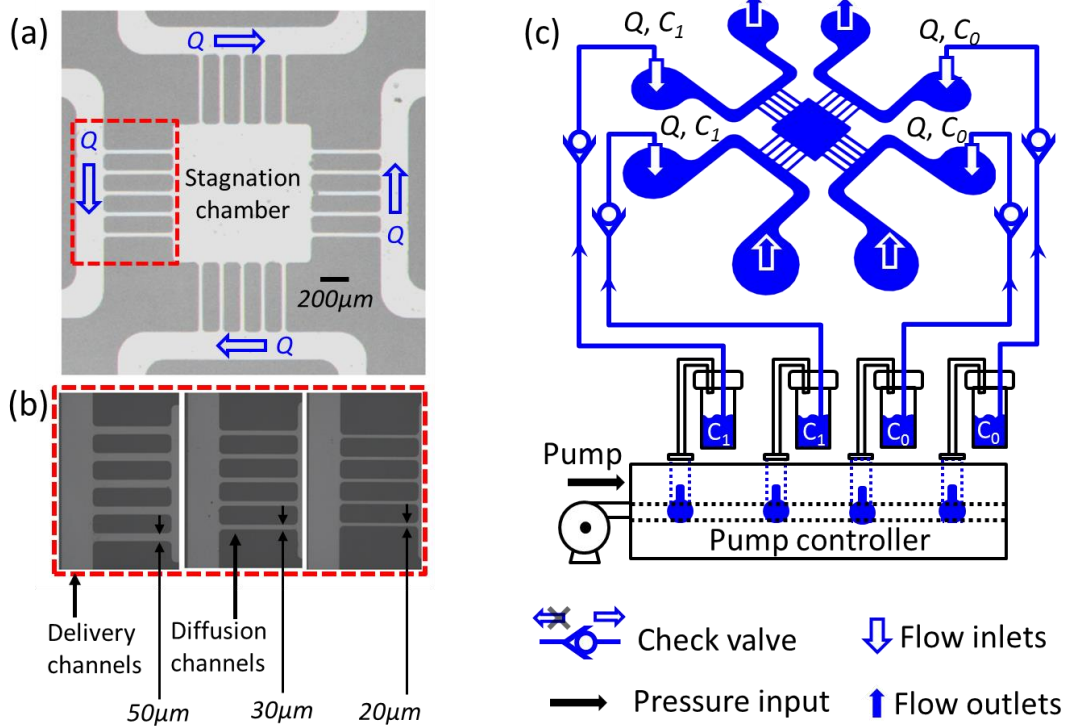 (a)
Q
Q
Stagnation
chamber
Q
200µm
Q
(b)
Delivery
channels
Diffusion
channels
50µm
30µm
20µm
(c)
Q, C1
Q, C0
Q, C1
Q, C0
C1
C1
C0
C0
Pump
Pump controller
Check valve
Flow inlets
Pressure input
Flow outlets